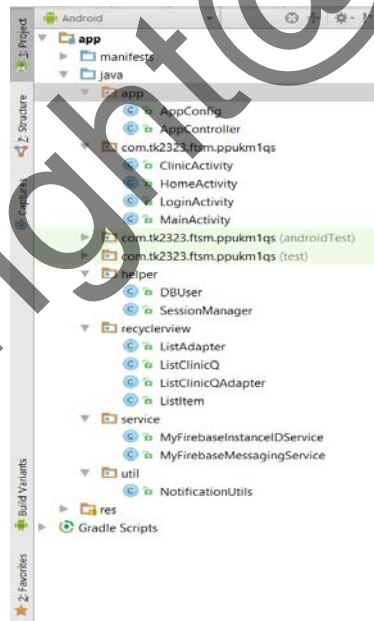 Android
1: Project
app
manifests
java
app
AppConfig
AppController
2: Structure
com.tk2323.ftsm.ppukm1qs
ClinicActivity
HomeActivity
Captures
LoginActivity
MainActivity
com.tk2323.ftsm.ppukm1qs (androidTest)
com.tk2323.ftsm.ppukm1qs (test)
helper
DBUser
SessionManager
recyclerview
ListAdapter
ListClinicQ
ListClinicQAdapter
ListItem
service
MyFirebaseInstanceIDService
MyFirebaseMessagingService
util
NotificationUtils
Build Variants
res
Gradle Scripts
2: Favorites